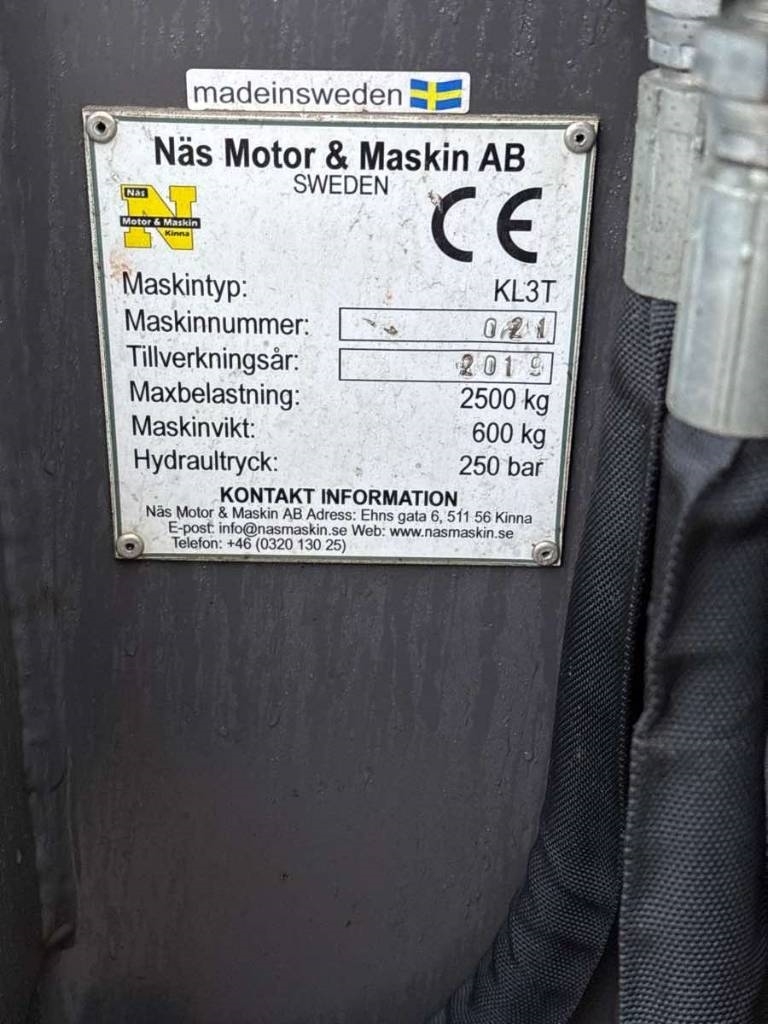 madeinsweden
Näs Motor & Maskin AB
SWEDEN
Näs
Motor & Maskin
Kinna
CE
Maskintyp: KL3T
Maskinnummer: 021
Tillverkningsår: 2019
Maxbelastning: 2500 kg
Maskinvikt: 600 kg
Hydraultryck: 250 bar
KONTAKT INFORMATION
Näs Motor & Maskin AB Adress: Ehns gata 6, 511 56 Kinna
E-post: info@nasmaskin.se Web: www.nasmaskin.se
Telefon: +46 (0320 130 25)